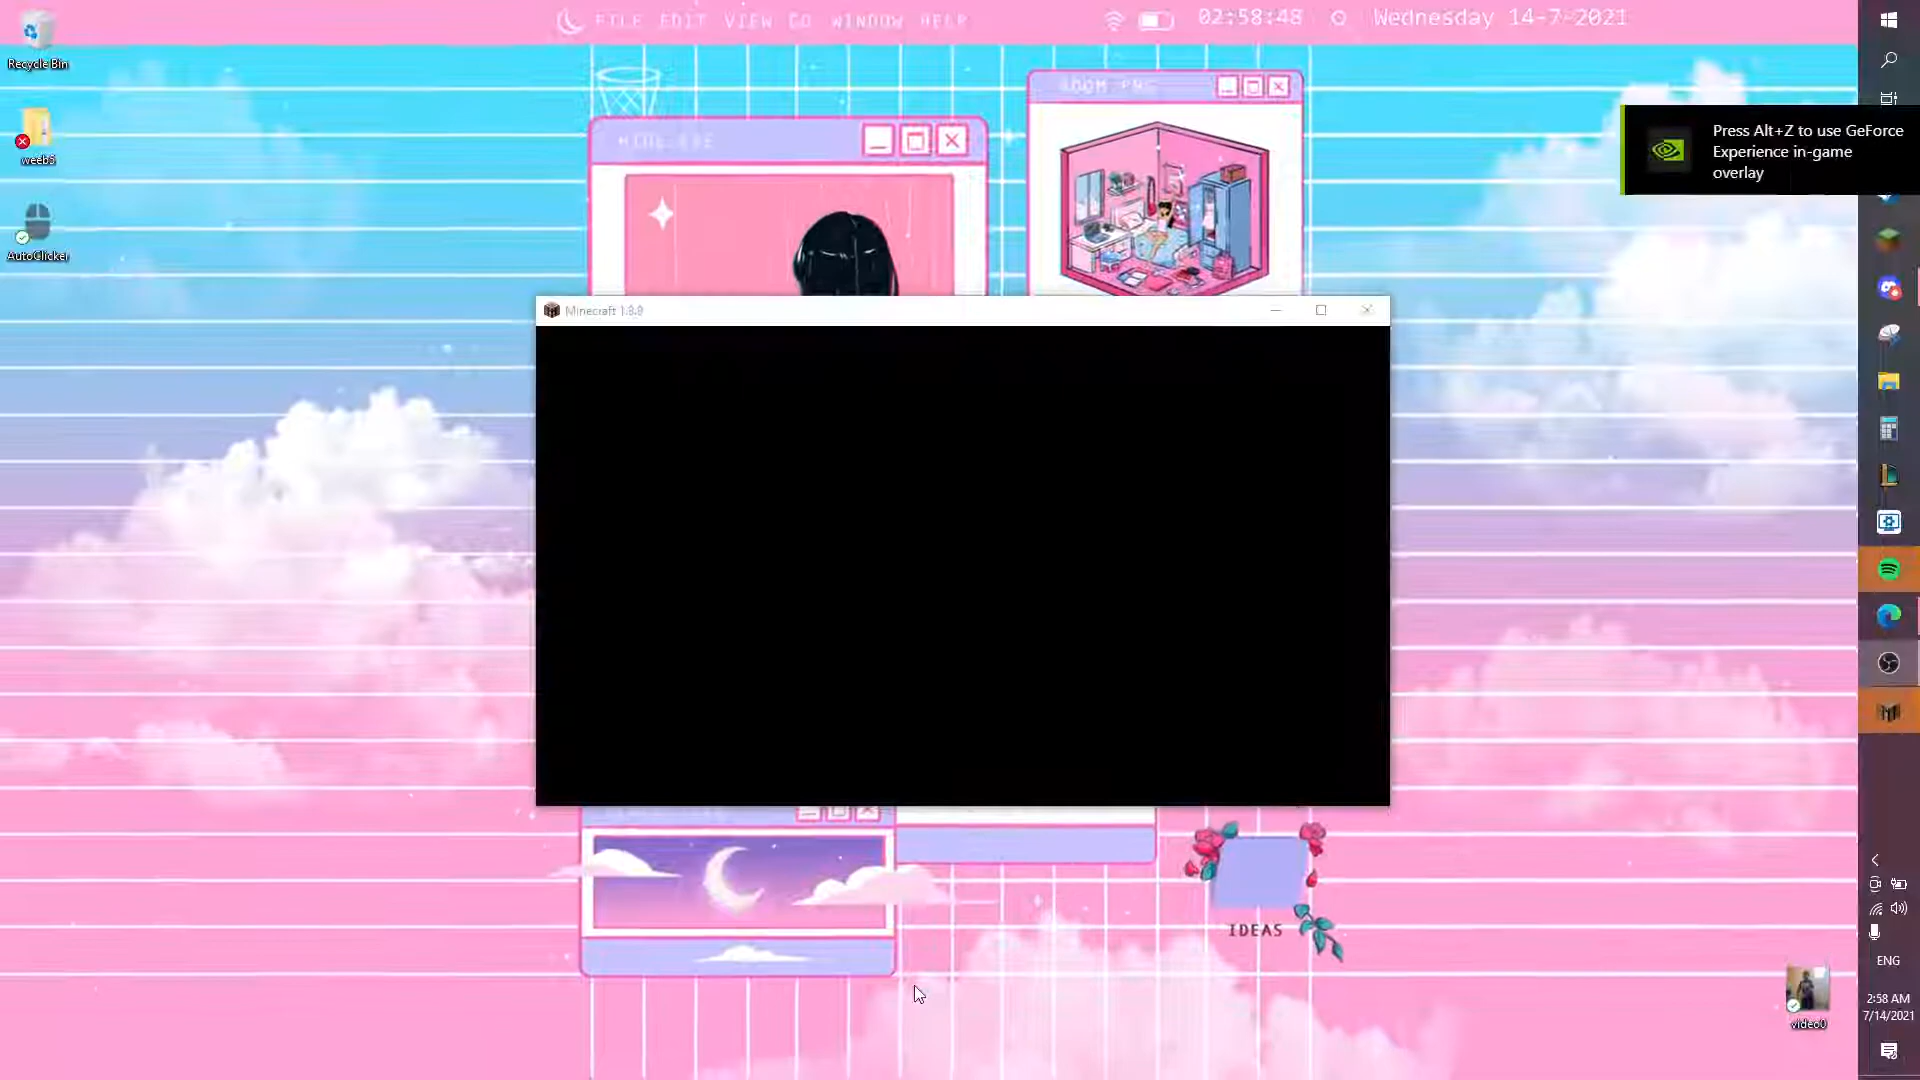 FILE EDIT VIEW GO WINDOW HELP
02:58:48
Wednesday 14-7-2021
Recycle Bin
weeb5
AutoClicker
ROOM.PNG
Press Alt+Z to use GeForce
Experience in-game
overlay
Minecraft 1.8.9
IDEAS
ENG
2:58 AM
7/14/2021
video0